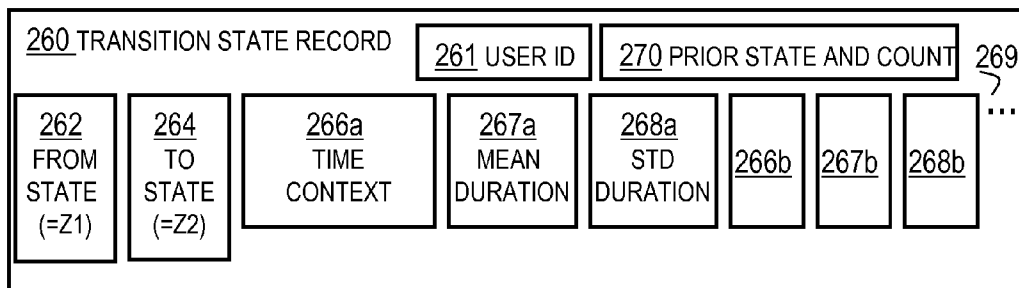 260 TRANSITION STATE RECORD
261 USER ID
270 PRIOR STATE AND COUNT
269
...
262
FROM
STATE
(=Z1)
264
TO
STATE
(=Z2)
266a
TIME
CONTEXT
267a
MEAN
DURATION
268a
STD
DURATION
266b
267b
268b